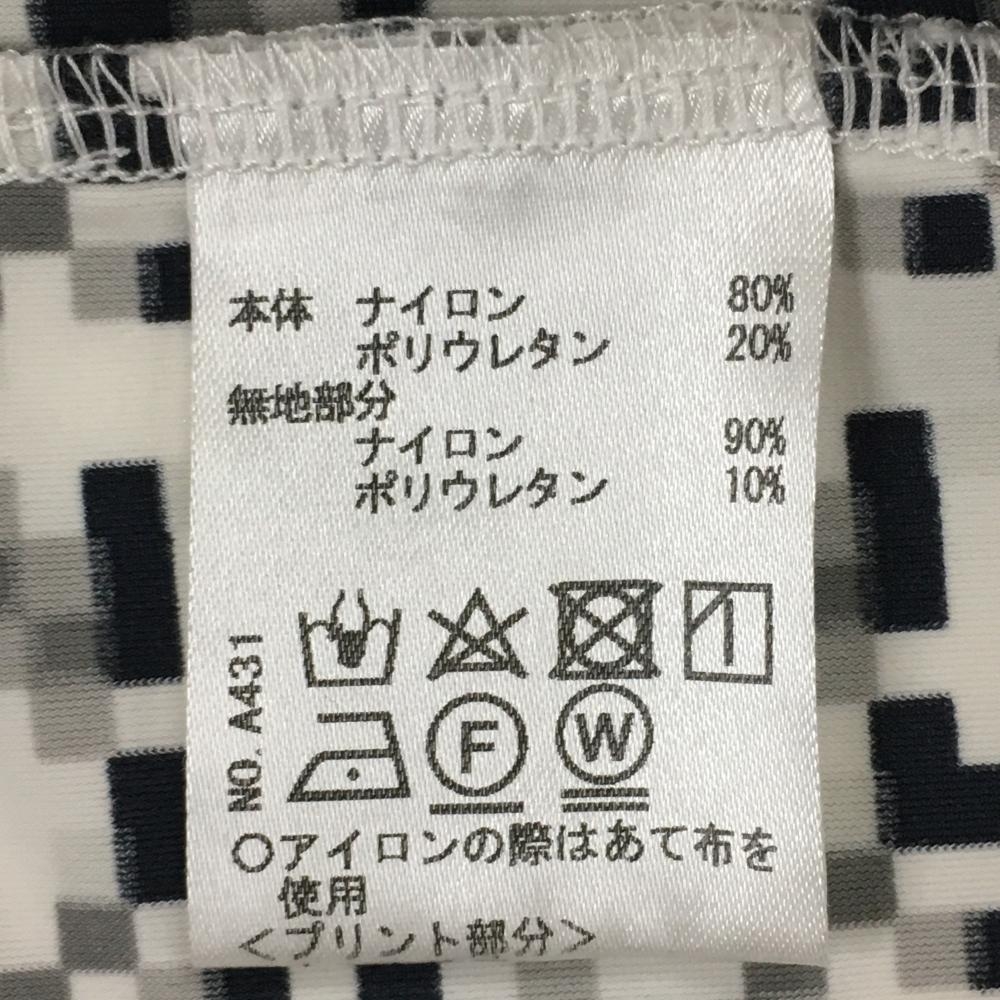 本体 ナイロン 80%
ポリウレタン 20%
無地部分
ナイロン 90%
ポリウレタン 10%
NO. A431
F W
○アイロンの際はあて布を
使用
<プリント部分>